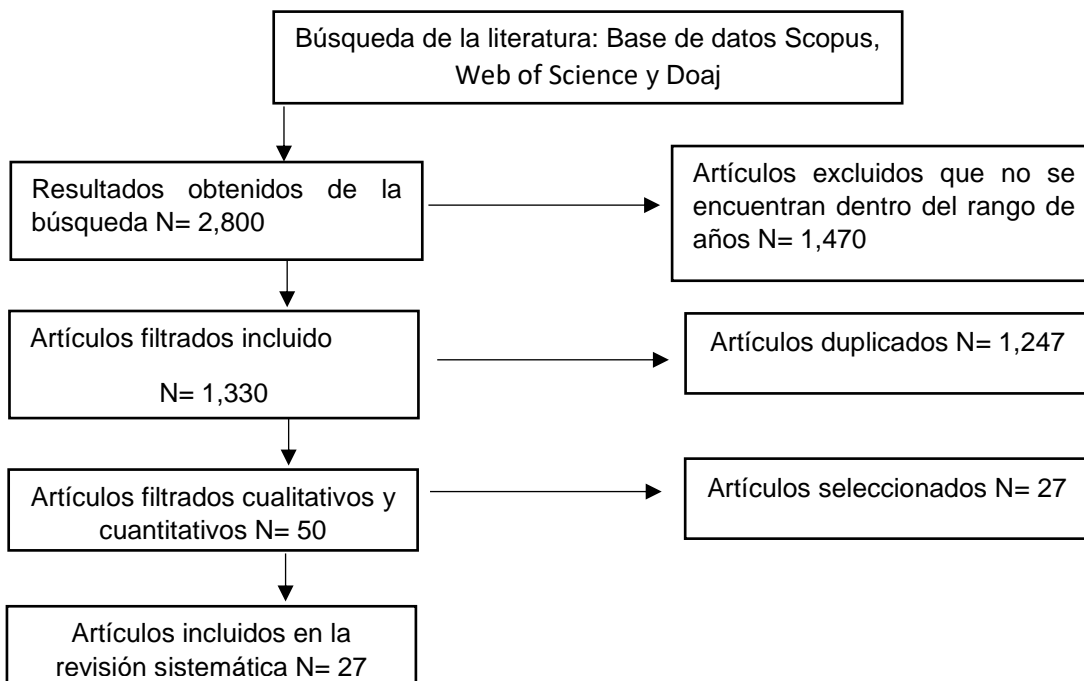 Búsqueda de la literatura: Base de datos Scopus,
Web of Science y Doaj
Resultados obtenidos de la
búsqueda N= 2,800
Artículos excluidos que no se
encuentran dentro del rango de
años N= 1,470
Artículos filtrados incluido
N= 1,330
Artículos duplicados N= 1,247
Artículos filtrados cualitativos y
cuantitativos N= 50
Artículos seleccionados N= 27
Artículos incluidos en la
revisión sistemática N= 27